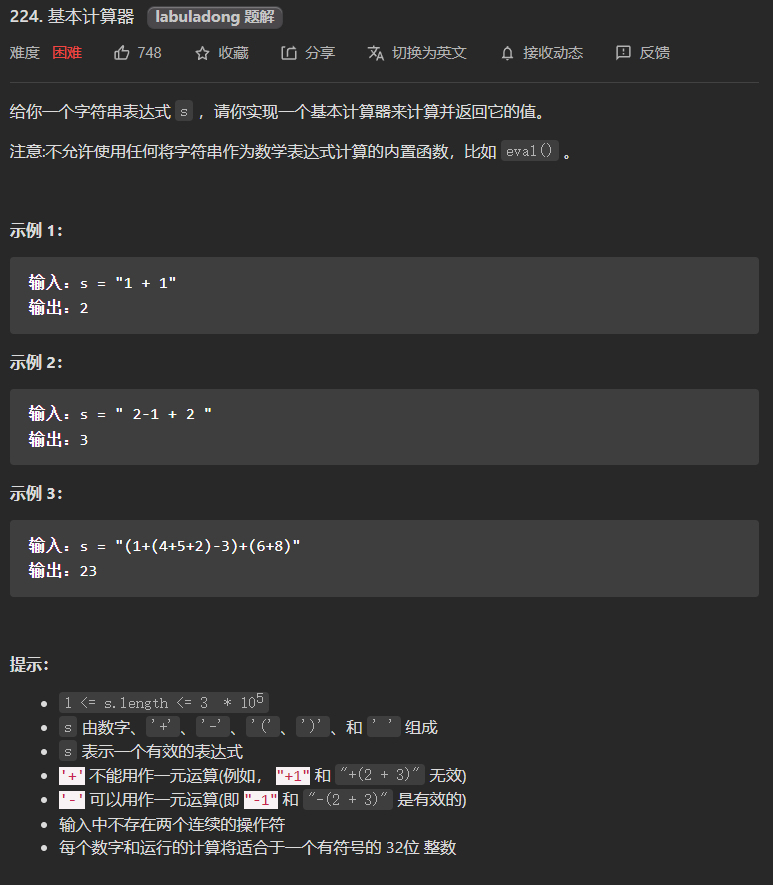 224. 基本计算器 labuladong 题解
难度 困难 748 收藏 分享 切换为英文 接收动态 反馈
给你一个字符串表达式 s ，请你实现一个基本计算器来计算并返回它的值。
注意:不允许使用任何将字符串作为数学表达式计算的内置函数，比如 eval() 。
示例 1：
输入：s = "1 + 1"
输出：2
示例 2：
输入：s = " 2-1 + 2 "
输出：3
示例 3：
输入：s = "(1+(4+5+2)-3)+(6+8)"
输出：23
提示：
1 <= s.length <= 3 * 10⁵
s 由数字、'+'、'-'、'('、')'、和 ' ' 组成
s 表示一个有效的表达式
'+' 不能用作一元运算(例如， "+1" 和 "+(2 + 3)" 无效)
'-' 可以用作一元运算(即 "-1" 和 "-(2 + 3)" 是有效的)
输入中不存在两个连续的操作符
每个数字和运行的计算将适合于一个有符号的 32位 整数